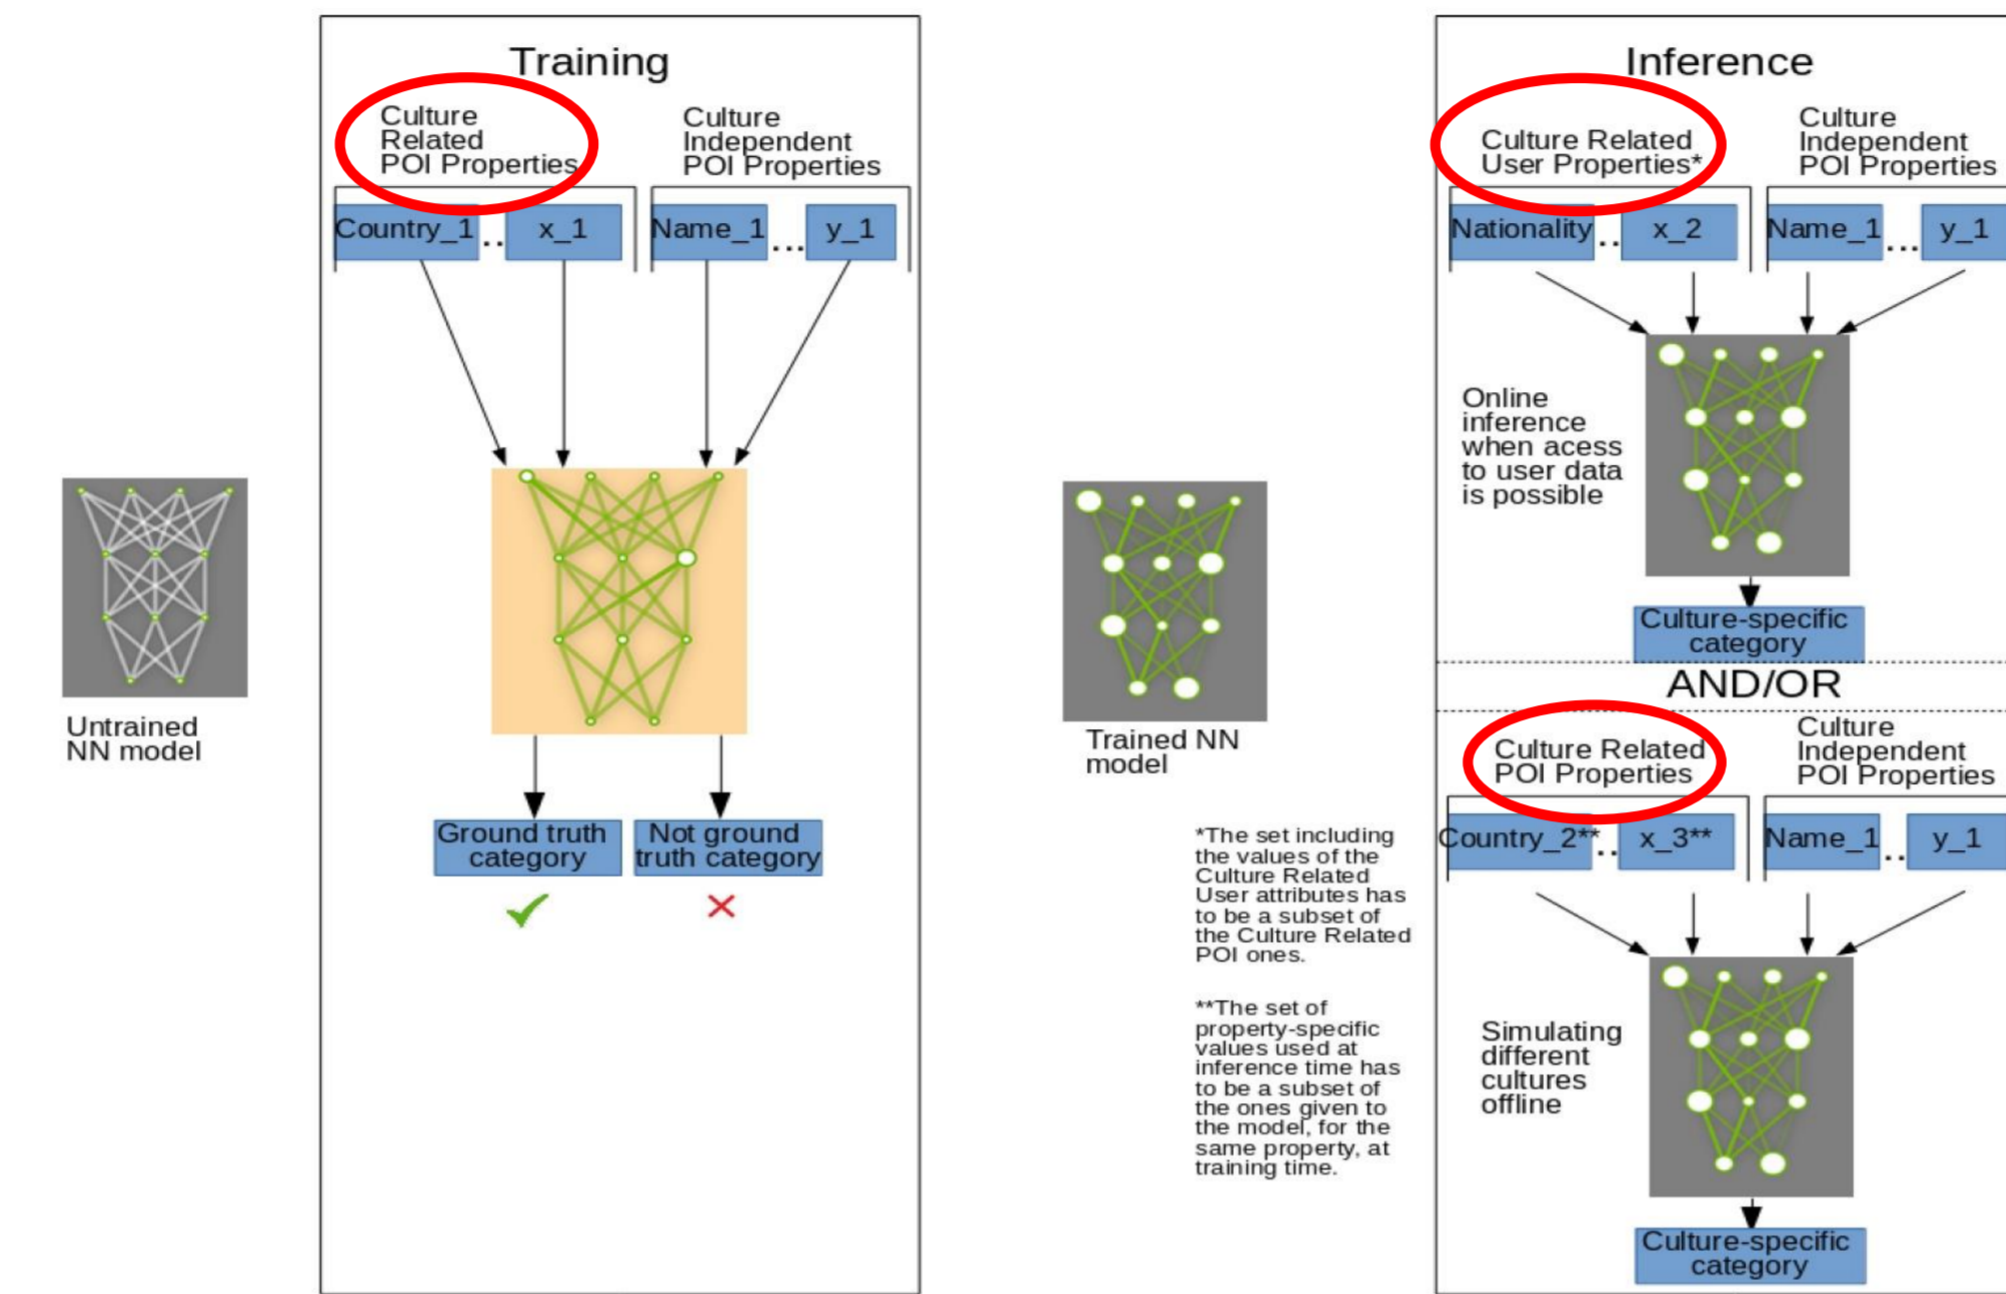 Training
Culture
Related
POI Properties
Culture
Independent
POI Properties
Country_1
..
x_1
Name_1
...
y_1
Untrained
NN model
Ground truth
category
Not ground
truth category
Trained NN
model
*The set including
the values of the
Culture Related
User attributes has
to be a subset of
the Culture Related
POI ones.
**The set of
property-specific
values used at
inference time has
to be a subset of
the ones given to
the model, for the
same property, at
training time.
Inference
Culture Related
User Properties*
Culture
Independent
POI Properties
Nationality
..
x_2
Name_1
...
y_1
Online
inference
when acess
to user data
is possible
Culture-specific
category
AND/OR
Culture Related
POI Properties
Culture
Independent
POI Properties
Country_2**
..
x_3**
Name_1
..
y_1
Simulating
different
cultures
offline
Culture-specific
category